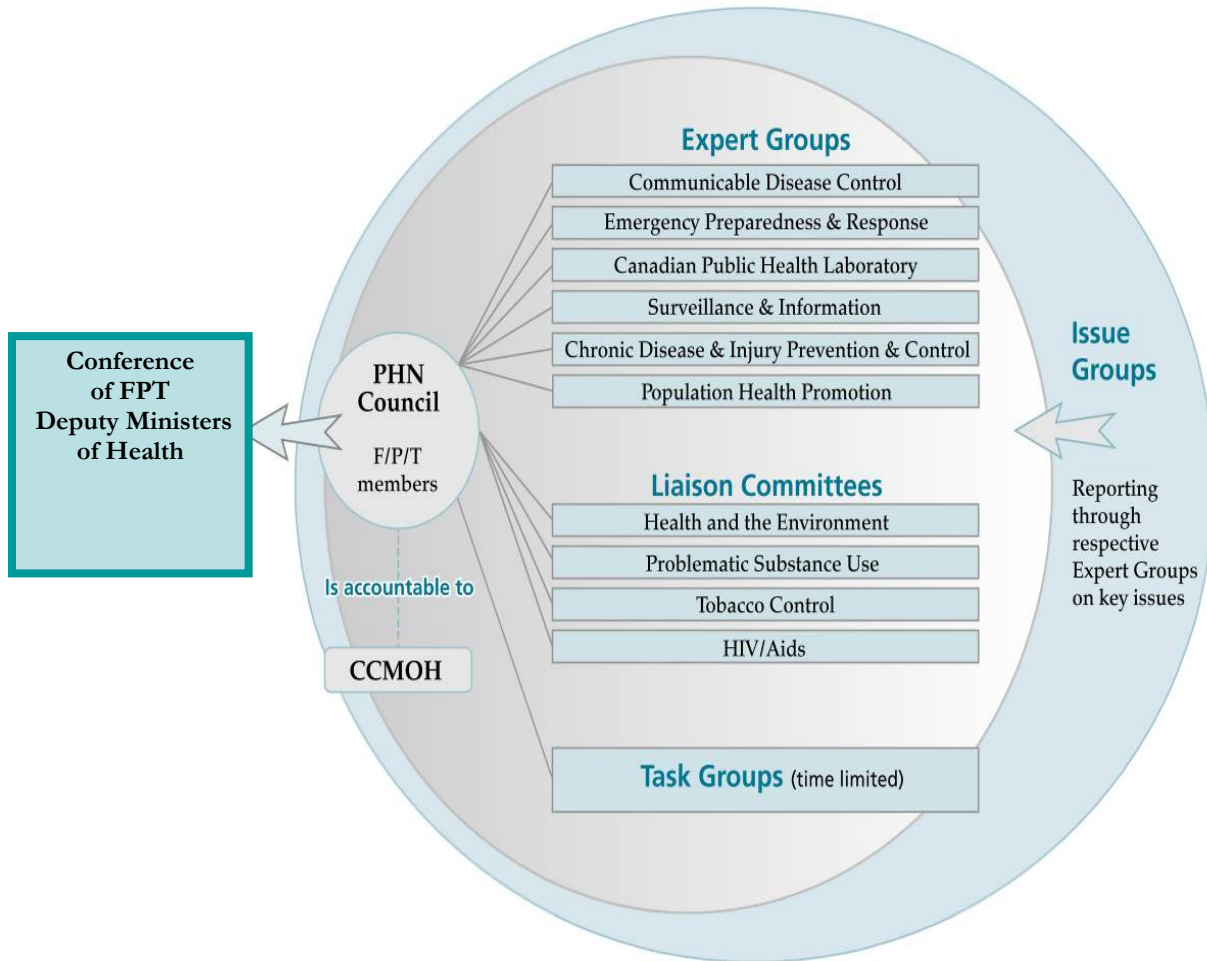 Conference
of FPT
Deputy Ministers
of Health
PHN
Council
F/P/T
members
Is accountable to
CCMOH
Expert Groups
Communicable Disease Control
Emergency Preparedness & Response
Canadian Public Health Laboratory
Surveillance & Information
Chronic Disease & Injury Prevention & Control
Population Health Promotion
Liaison Committees
Health and the Environment
Problematic Substance Use
Tobacco Control
HIV/Aids
Task Groups (time limited)
Issue
Groups
Reporting
through
respective
Expert Groups
on key issues